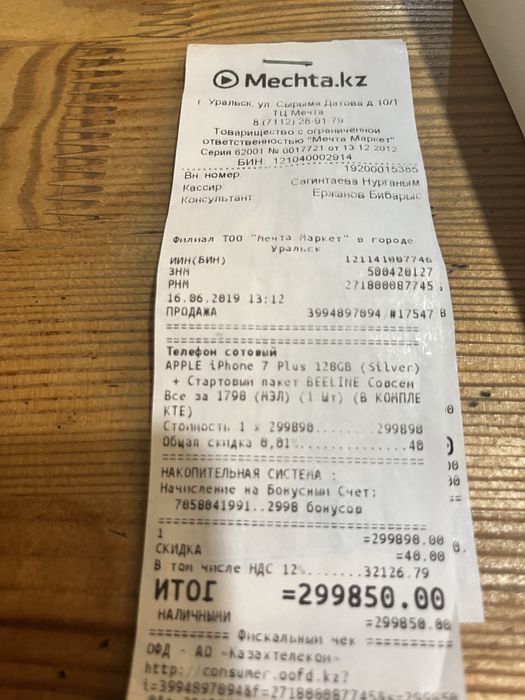 Mechta.kz
г. Уральск, ул. Сырыма Датова д 10/1
ТЦ Мечта
8 (7112) 28-91-79
Товарищество с ограниченной
ответственностью "Мечта Маркет"
Серия 62001 № 0017721 от 13.12.2012
БИН 121040002914
Вн номер 19200015365
Кассир Сагинтаева Нурганым
Консультант Ержанов Бибарыс
Филиал ТОО "Мечта Маркет" в городе
Уральск
ИИН(БИН) 121141007746
ЗНМ 500420127
РНМ 271800087745
16.06.2019 13:12
ПРОДАЖА 3994897094/#17547
Телефон сотовый
APPLE iPhone 7 Plus 128GB (Silver)
+ Стартовый пакет BEELINE Совсем
Все за 1790 (МЭЛ) (1 Шт) (В КОМПЛЕ
КТЕ)
Стоимость 1 x 299890.......299890
Общая скидка 0,01%..............40
НАКОПИТЕЛЬНАЯ СИСТЕМА :
Начисление на Бонусный Счет:
7058041991..2998 бонусов
1 =299890.00
СКИДКА =40.00
В том числе НДС 12%.......32126.79
ИТОГ =299850.00
НАЛИЧНЫМИ =299850.00
========== Фискальный чек ==========
ОФД - АО «Казахтелеком»
http://consumer.oofd.kz?